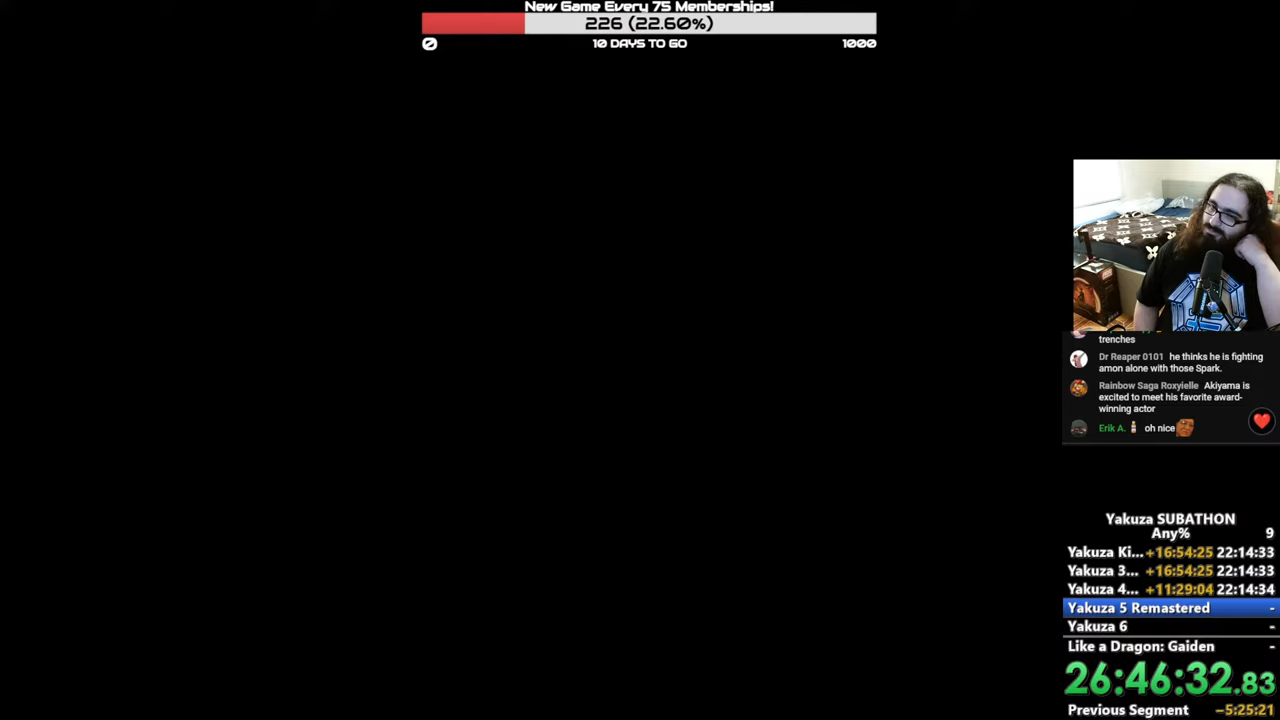 New Game Every 75 Memberships!
226 (22.60%)
0
10 DAYS TO GO
1000
trenches
Dr Reaper 0101 he thinks he is fighting
amon alone with those Spark.
Rainbow Saga Roxyielle Akiyama is
excited to meet his favorite award-
winning actor
Erik A. oh nice
Yakuza SUBATHON
Any% 9
Yakuza Ki... +16:54:25 22:14:33
Yakuza 3... +16:54:25 22:14:33
Yakuza 4... +11:29:04 22:14:34
Yakuza 5 Remastered -
Yakuza 6 -
Like a Dragon: Gaiden -
26:46:32.83
Previous Segment -5:25:21